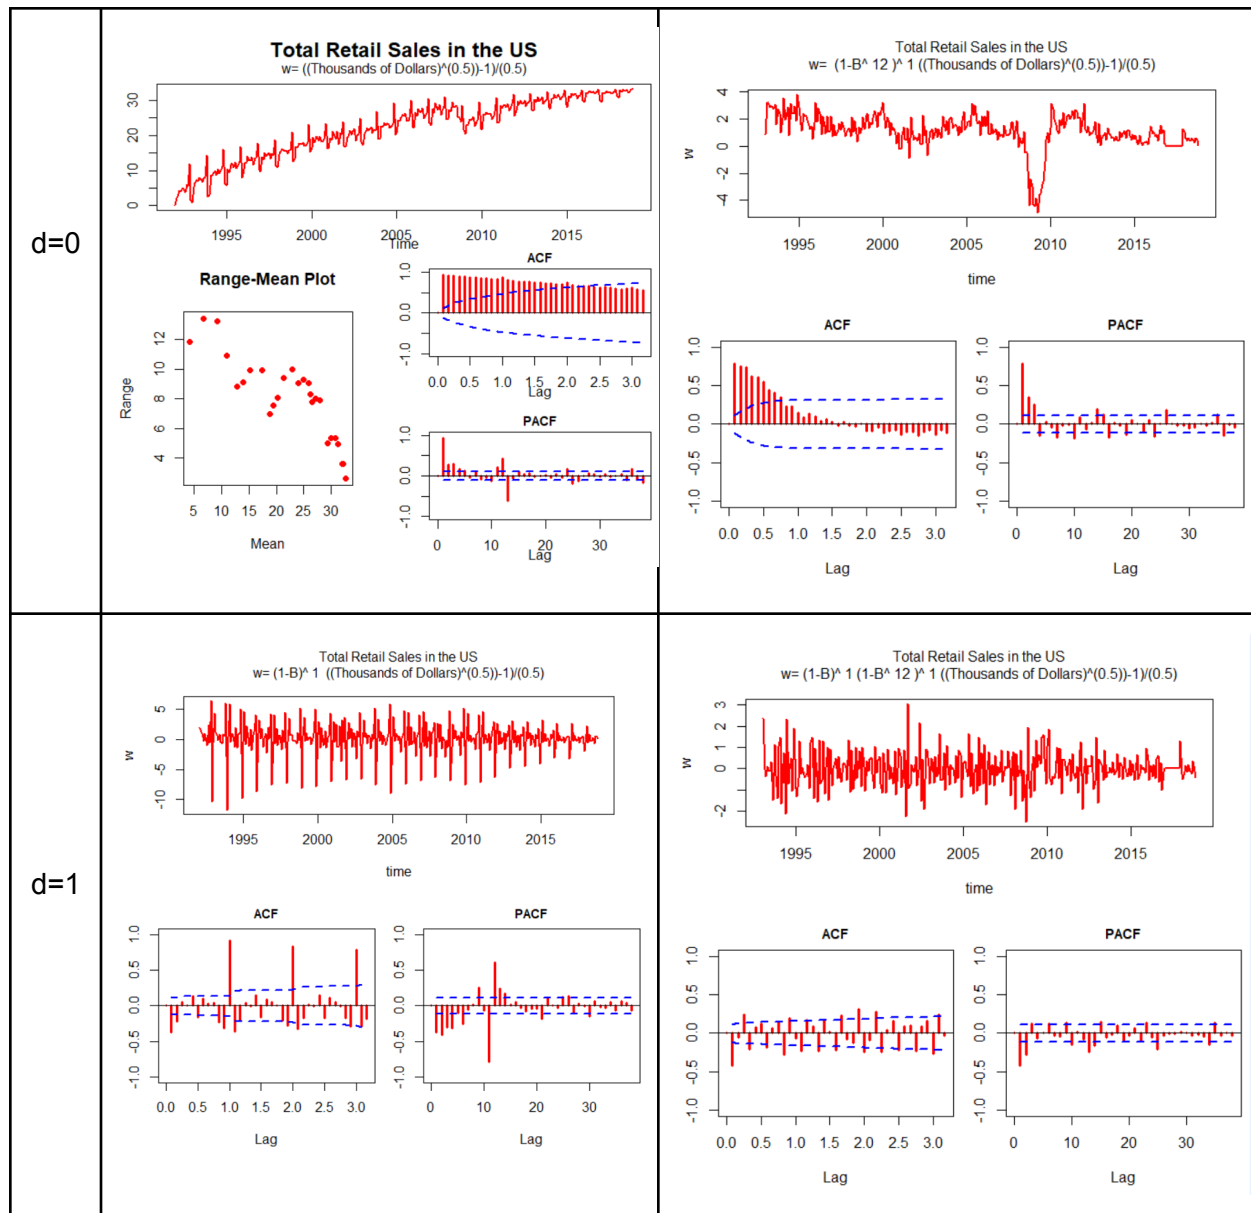 d=0
Total Retail Sales in the US
w= ((Thousands of Dollars)^(0.5))-1)/(0.5)
30
20
10
0
1995 2000 2005 2010 2015
Time
Range-Mean Plot
Range
12
10
8
6
4
5 10 15 20 25 30
Mean
ACF
1.0
0.0
-1.0
0.0 0.5 1.0 1.5 2.0 2.5 3.0
Lag
PACF
1.0
0.0
-1.0
0 10 20 30
Lag
Total Retail Sales in the US
w= (1-B^ 12 )^ 1 ((Thousands of Dollars)^(0.5))-1)/(0.5)
w
4
2
0
-2
-4
1995 2000 2005 2010 2015
time
ACF
1.0
0.5
0.0
-0.5
-1.0
0.0 0.5 1.0 1.5 2.0 2.5 3.0
Lag
PACF
1.0
0.5
0.0
-0.5
-1.0
0 10 20 30
Lag
d=1
Total Retail Sales in the US
w= (1-B)^ 1 ((Thousands of Dollars)^(0.5))-1)/(0.5)
w
5
0
-5
-10
1995 2000 2005 2010 2015
time
ACF
1.0
0.5
0.0
-0.5
-1.0
0.0 0.5 1.0 1.5 2.0 2.5 3.0
Lag
PACF
1.0
0.5
0.0
-0.5
-1.0
0 10 20 30
Lag
Total Retail Sales in the US
w= (1-B)^ 1 (1-B^ 12 )^ 1 ((Thousands of Dollars)^(0.5))-1)/(0.5)
w
3
2
1
0
-2
1995 2000 2005 2010 2015
time
ACF
1.0
0.5
0.0
-0.5
-1.0
0.0 0.5 1.0 1.5 2.0 2.5 3.0
Lag
PACF
1.0
0.5
0.0
-0.5
-1.0
0 10 20 30
Lag